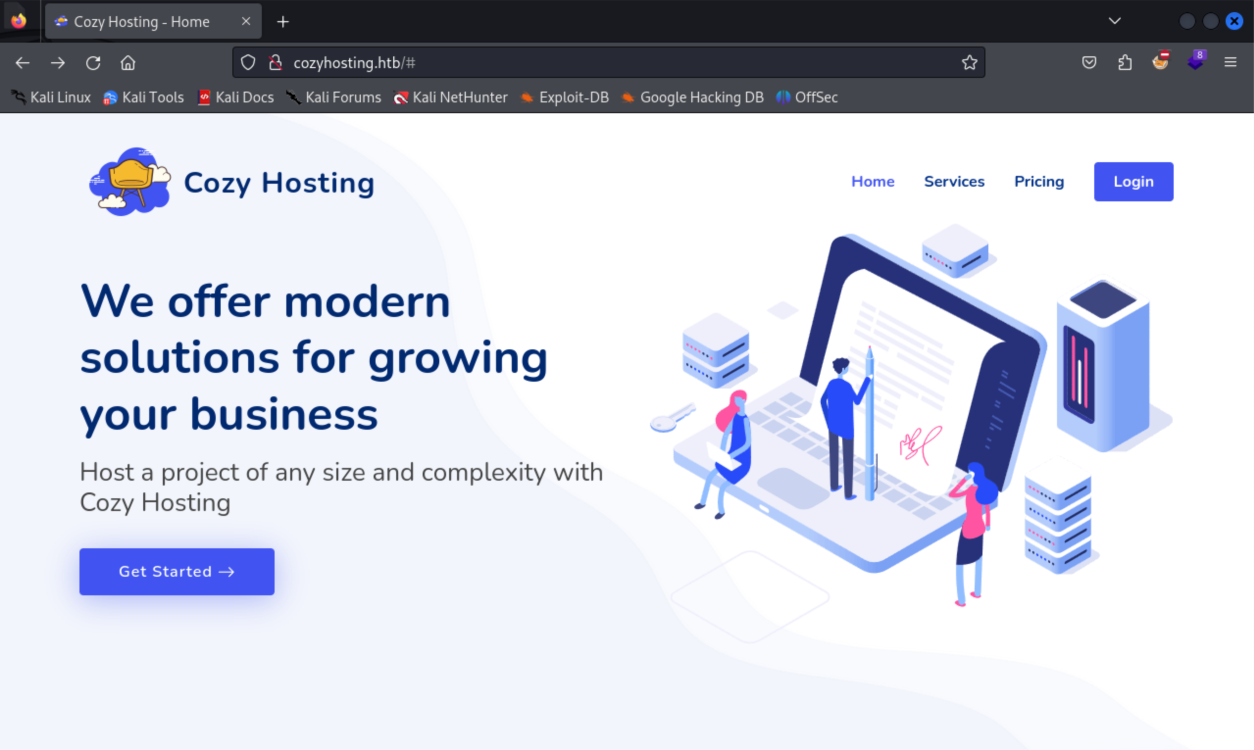 Cozy Hosting - Home
cozyhosting.htb/#
8
Kali Linux Kali Tools Kali Docs Kali Forums Kali NetHunter Exploit-DB Google Hacking DB OffSec
Cozy Hosting
Home Services Pricing Login
We offer modern
solutions for growing
your business
Host a project of any size and complexity with
Cozy Hosting
Get Started →